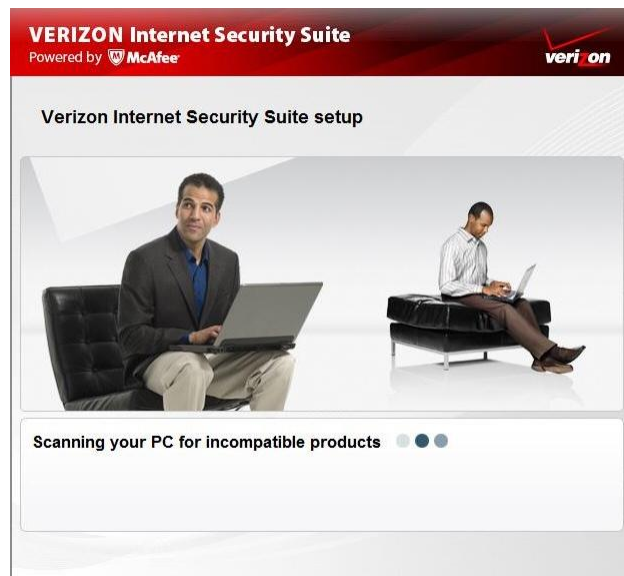 VERIZON Internet Security Suite
Powered by McAfee
verizon
Verizon Internet Security Suite setup
Scanning your PC for incompatible products